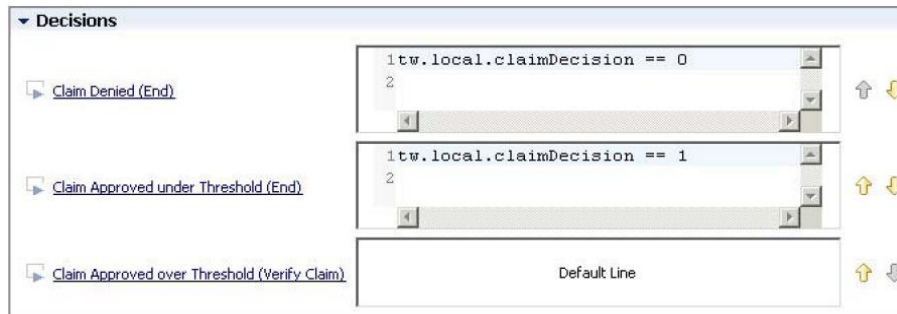 Decisions
Claim Denied (End)
1tw.local.claimDecision == 0
2
Claim Approved under Threshold (End)
1tw.local.claimDecision == 1
2
Claim Approved over Threshold (Verify Claim)
Default Line